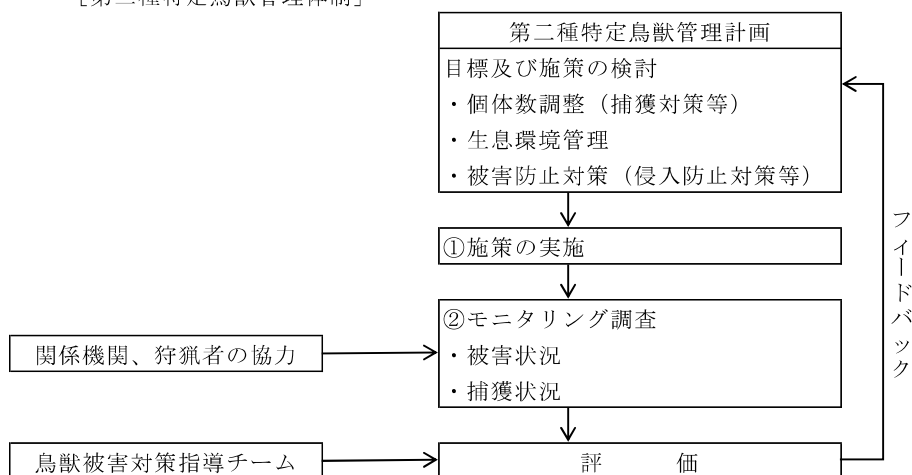 [第二種特定鳥獣管理体制]
第二種特定鳥獣管理計画
目標及び施策の検討
・個体数調整（捕獲対策等）
・生息環境管理
・被害防止対策（侵入防止対策等）
①施策の実施
②モニタリング調査
・被害状況
・捕獲状況
関係機関、狩猟者の協力
鳥獣被害対策指導チーム
評　　価
フィードバック